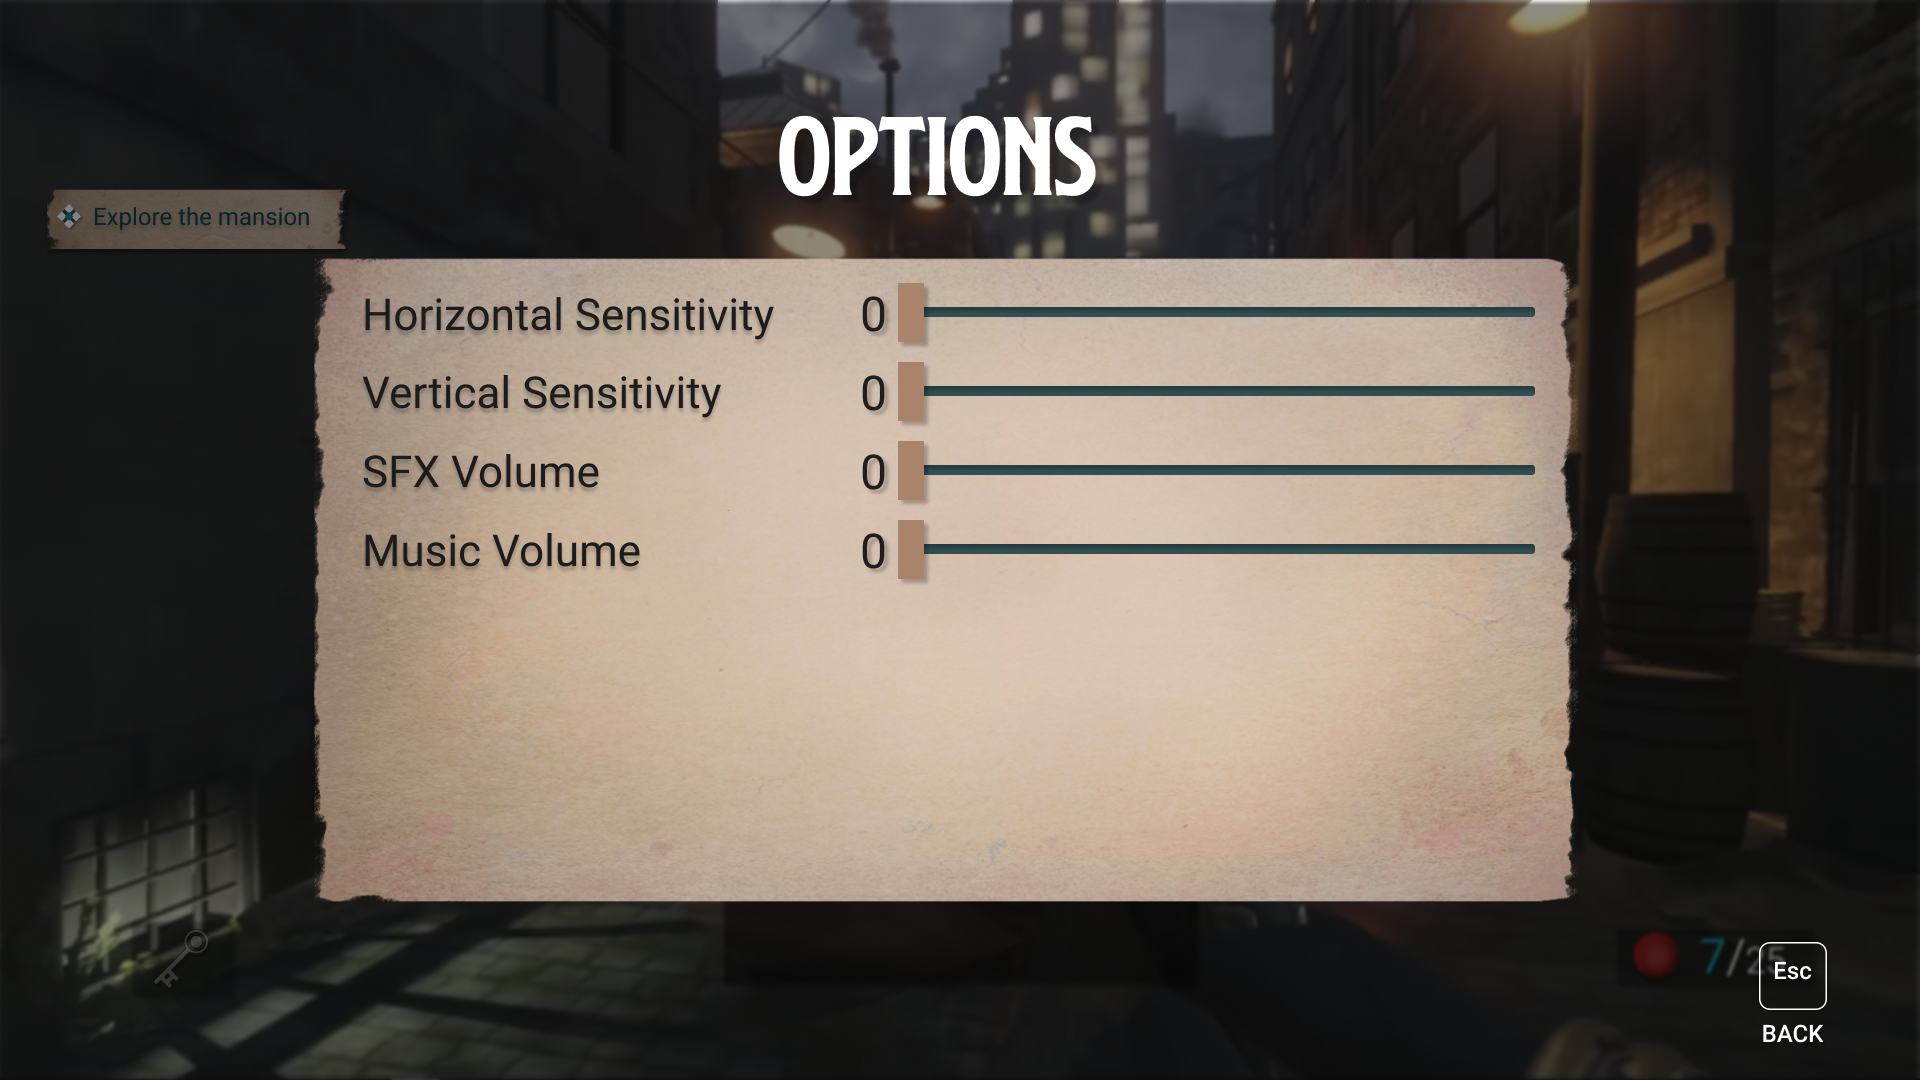 OPTIONS
Explore the mansion
Horizontal Sensitivity 0
Vertical Sensitivity 0
SFX Volume 0
Music Volume 0
7/25
Esc
BACK